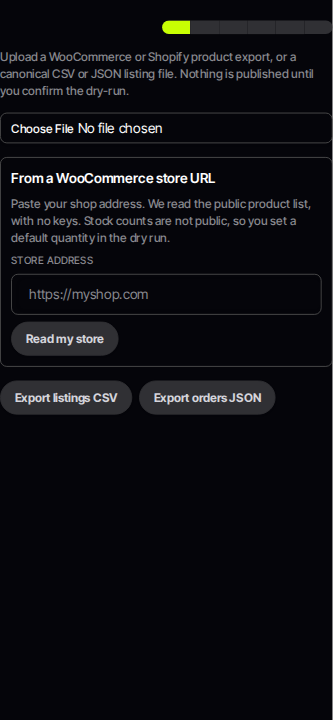 Upload a WooCommerce or Shopify product export, or a
canonical CSV or JSON listing file. Nothing is published until
you confirm the dry-run.
Choose File No file chosen
From a WooCommerce store URL
Paste your shop address. We read the public product list,
with no keys. Stock counts are not public, so you set a
default quantity in the dry run.
STORE ADDRESS
https://myshop.com
Read my store
Export listings CSV Export orders JSON